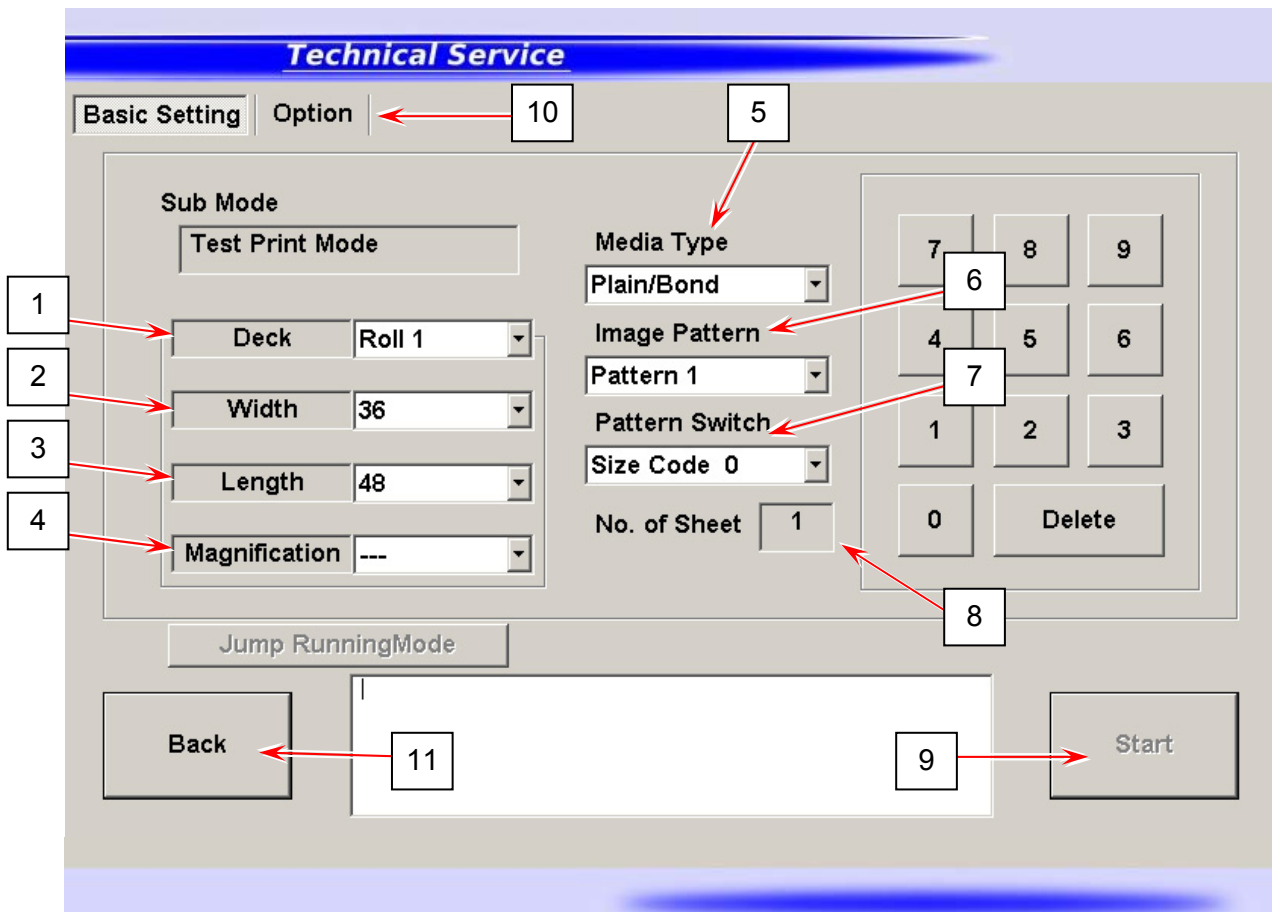 Technical Service
Basic Setting Option 10 5
Sub Mode
Test Print Mode
Media Type
Plain/Bond
7 8 9
6
1
Deck Roll 1
Image Pattern
Pattern 1
4 5 6
2
Width 36
7
Pattern Switch
Size Code 0
1 2 3
3
Length 48
4
Magnification ---
No. of Sheet 1
0 Delete
8
Jump RunningMode
Back
11
9
Start